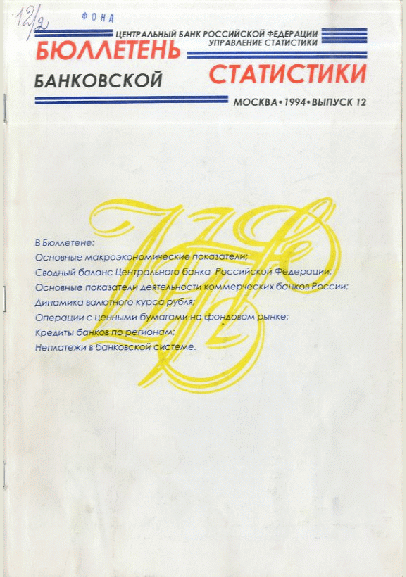 12/2
ФОНД
ЦЕНТРАЛЬНЫЙ БАНК РОССИЙСКОЙ ФЕДЕРАЦИИ
УПРАВЛЕНИЕ СТАТИСТИКИ
БЮЛЛЕТЕНЬ
БАНКОВСКОЙ СТАТИСТИКИ
МОСКВА•1994•ВЫПУСК 12
В Бюллетене:
Основные макроэкономические показатели;
Сводный баланс Центрального банка Российской Федерации;
Основные показатели деятельности коммерческих банков России;
Динамика валютного курса рубля;
Операции с ценными бумагами на фондовом рынке;
Кредиты банков по регионам;
Неплатежи в банковской системе.